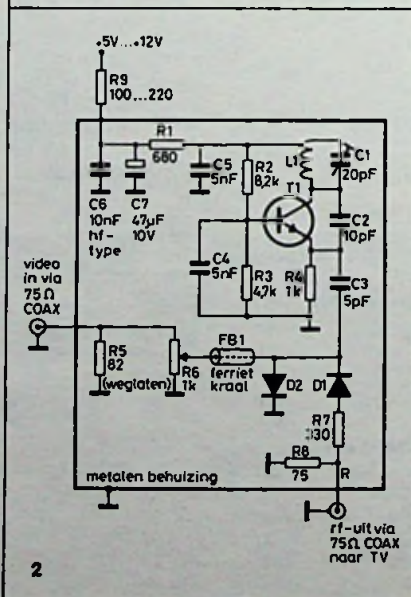 +5V...+12V
R9
100...220
R1
680
C5
5nF
R2
8,2k
L1
C1
20pF
T1
C6
10nF
hf-
type
C7
47µF
10V
C2
10pF
C4
5nF
R3
4,7k
R4
1k
C3
5pF
video
in via
75Ω
COAX
R5
82
(weglaten)
R6
1k
FB1
ferriet
kraal
D2
D1
R7
330
R8
75
R
metalen behuizing
rf-uit via
75Ω COAX
naar TV
2